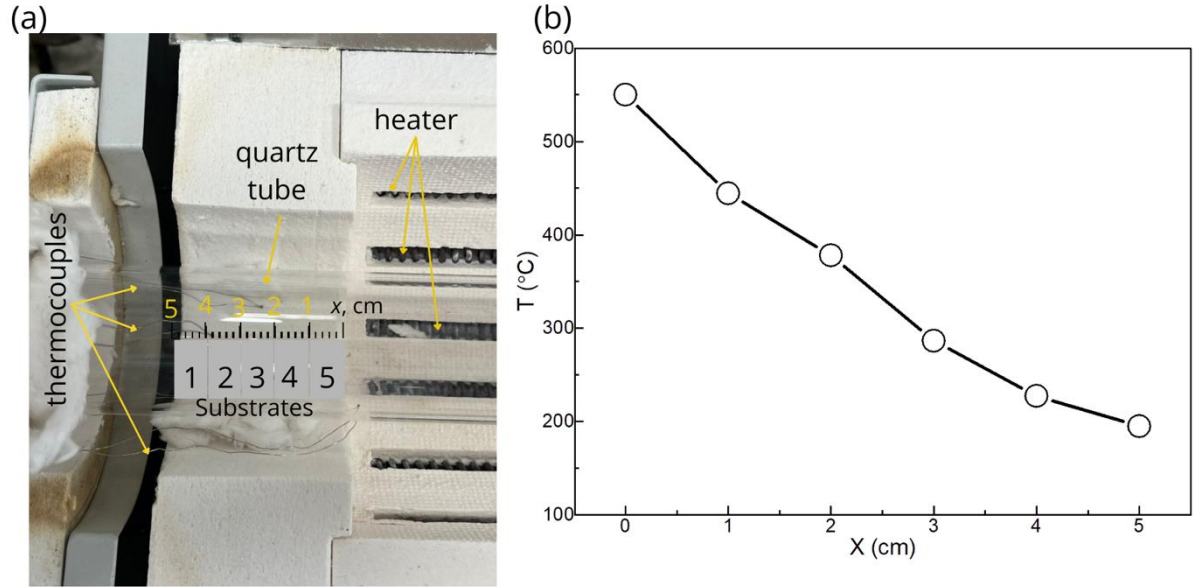 (a)
heater
quartz
tube
thermocouples
5 4 3 2 1 x, cm
1 2 3 4 5
Substrates
(b)
600
500
400
300
200
100
T (°C)
0 1 2 3 4 5
X (cm)